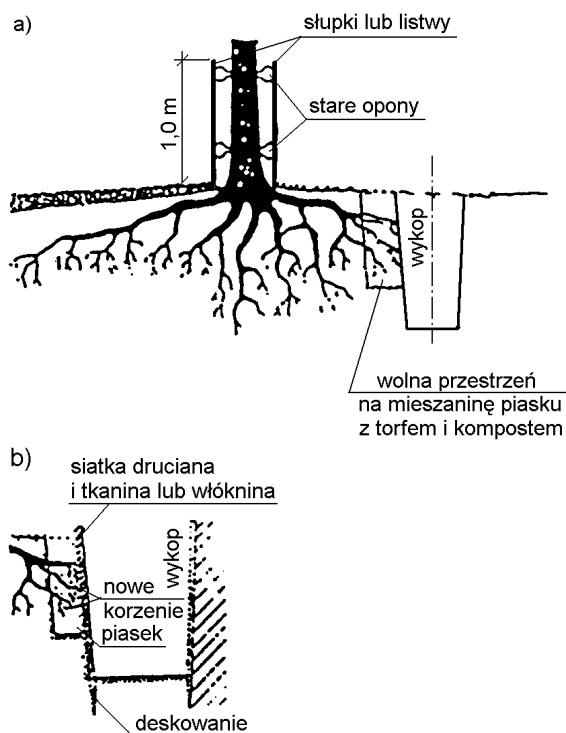 a)
słupki lub listwy
stare opony
1,0 m
wykop
wolna przestrzeń
na mieszaninę piasku
z torfem i kompostem
b)
siatka druciana
i tkanina lub włóknina
wykop
nowe
korzenie
piasek
deskowanie